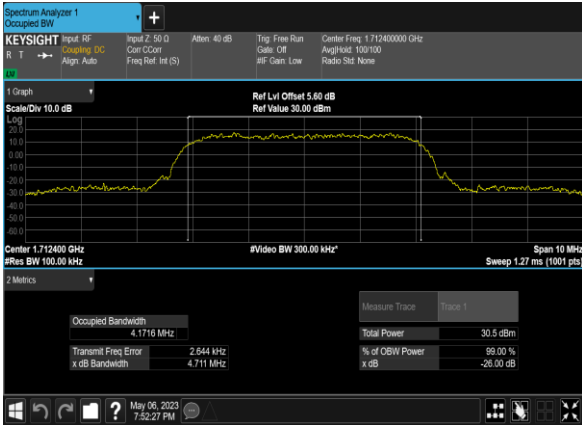 Spectrum Analyzer 1
Occupied BW
KEYSIGHT
R T
LV
Input: RF
Coupling: DC
Align: Auto
Input Z: 50 Ω
Corr CCorr
Freq Ref: Int (S)
Atten: 40 dB
Trig: Free Run
Gate: Off
#IF Gain: Low
Center Freq: 1.712400000 GHz
Avg|Hold: 100/100
Radio Std: None
1 Graph
Scale/Div 10.0 dB
Ref Lvl Offset 5.60 dB
Ref Value 30.00 dBm
Log
20.0
10.0
0.00
-10.0
-20.0
-30.0
-40.0
-50.0
-60.0
Center 1.712400 GHz
#Res BW 100.00 kHz
#Video BW 300.00 kHz*
Span 10 MHz
Sweep 1.27 ms (1001 pts)
2 Metrics
Measure Trace
Trace 1
Occupied Bandwidth
4.1716 MHz
Total Power
30.5 dBm
Transmit Freq Error
2.644 kHz
% of OBW Power
99.00 %
x dB Bandwidth
4.711 MHz
x dB
-26.00 dB
May 06, 2023
7:52:27 PM